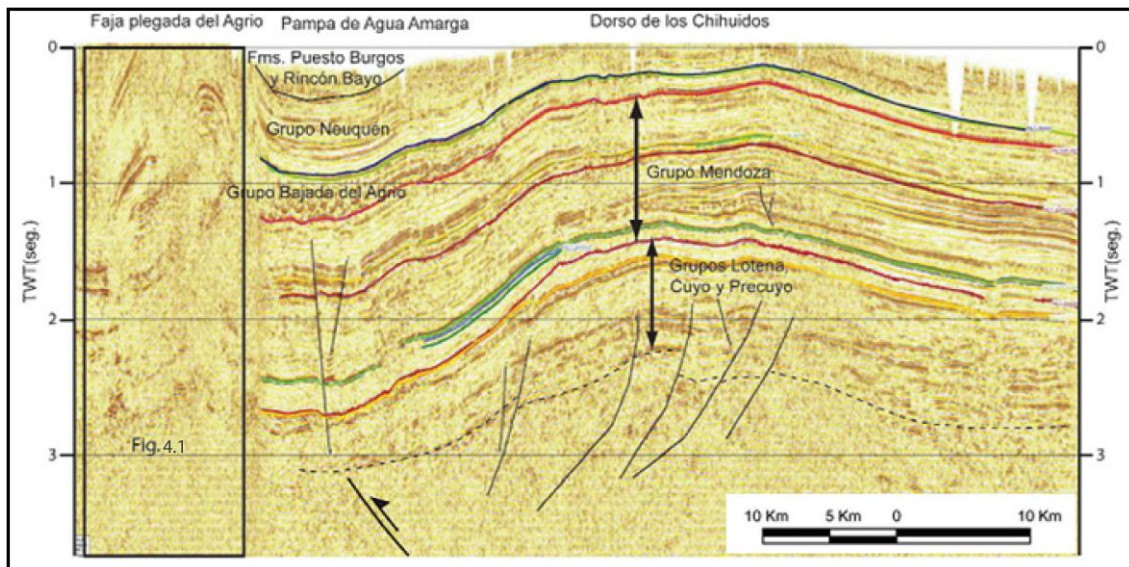 Faja plegada del Agrio Pampa de Agua Amarga Dorso de los Chihuidos
0 0
Fms. Puesto Burgos
y Rincón Bayo
Grupo Neuquen
Grupo Mendoza
1 Grupo Bajada del Agrio 1
TWT(seg.) TWT(seg.)
Grupos Lotena,
Cuyo y Precuyo
2 2
Fig.4.1
3 3
10 Km 5 Km 0 10 Km